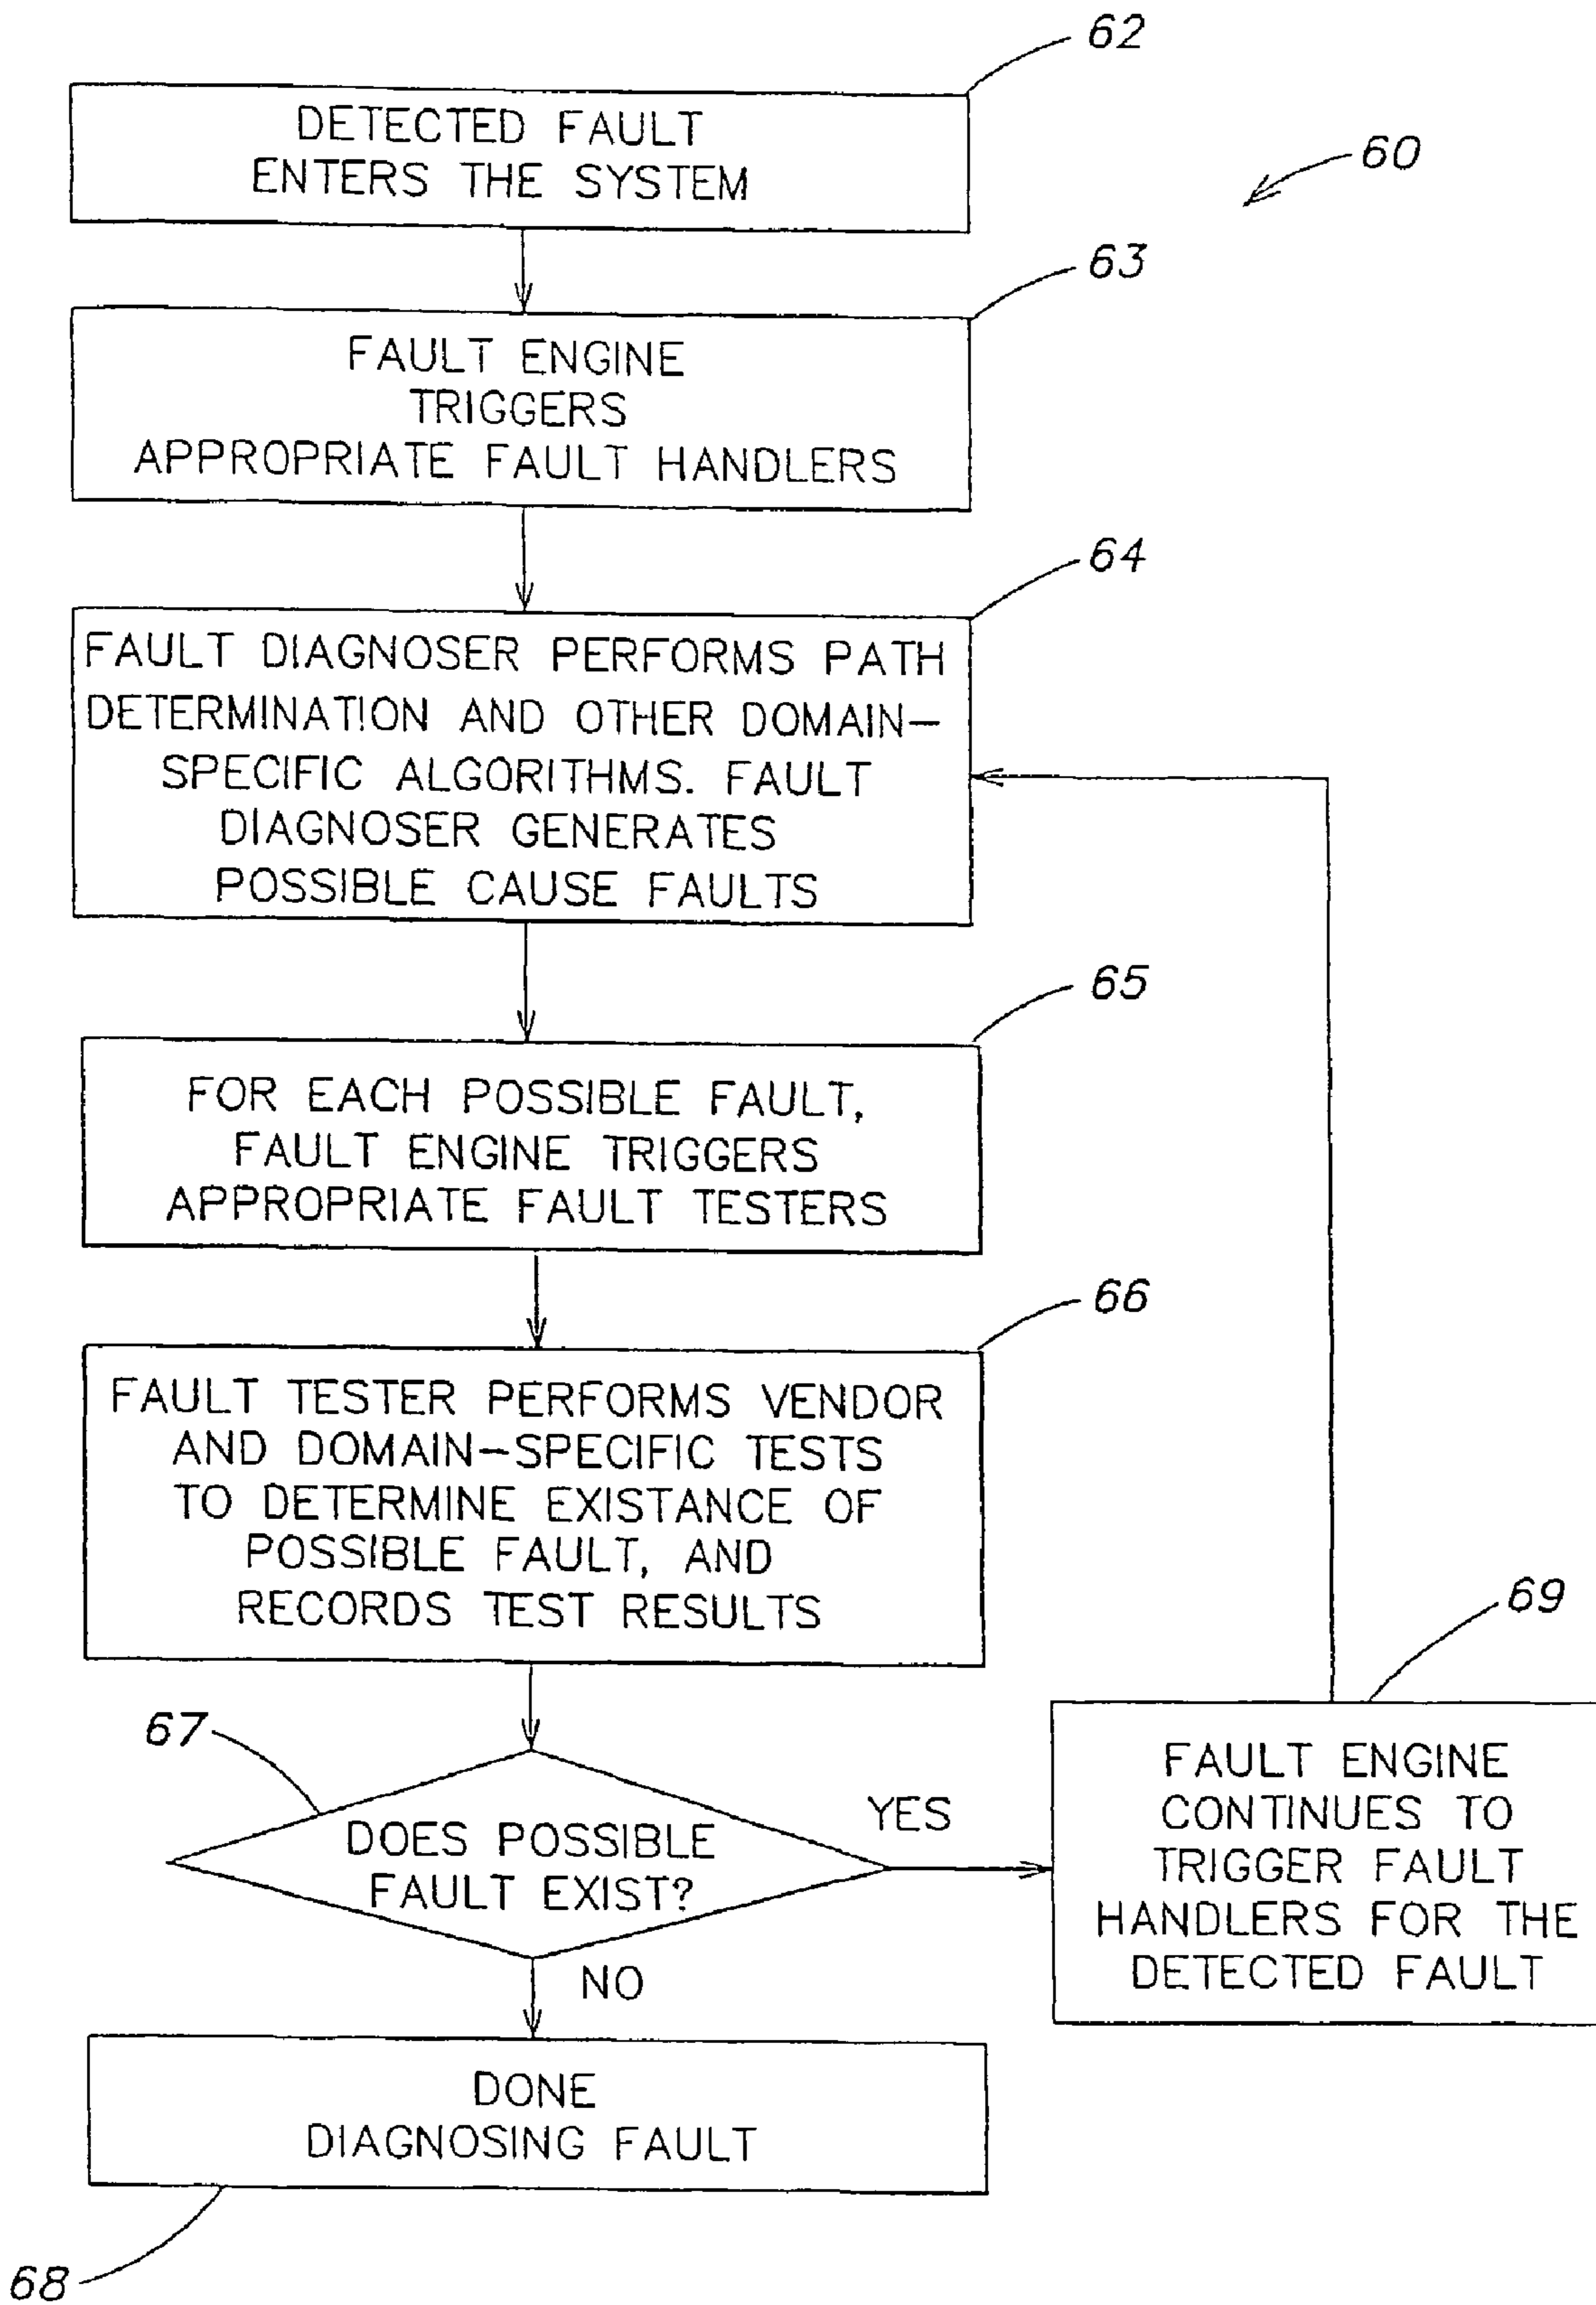 62
DETECTED FAULT
ENTERS THE SYSTEM
60
63
FAULT ENGINE
TRIGGERS
APPROPRIATE FAULT HANDLERS
64
FAULT DIAGNOSER PERFORMS PATH
DETERMINATION AND OTHER DOMAIN-
SPECIFIC ALGORITHMS. FAULT
DIAGNOSER GENERATES
POSSIBLE CAUSE FAULTS
65
FOR EACH POSSIBLE FAULT,
FAULT ENGINE TRIGGERS
APPROPRIATE FAULT TESTERS
66
FAULT TESTER PERFORMS VENDOR
AND DOMAIN-SPECIFIC TESTS
TO DETERMINE EXISTANCE OF
POSSIBLE FAULT, AND
RECORDS TEST RESULTS
67
DOES POSSIBLE
FAULT EXIST?
YES
69
FAULT ENGINE
CONTINUES TO
TRIGGER FAULT
HANDLERS FOR THE
DETECTED FAULT
NO
DONE
DIAGNOSING FAULT
68